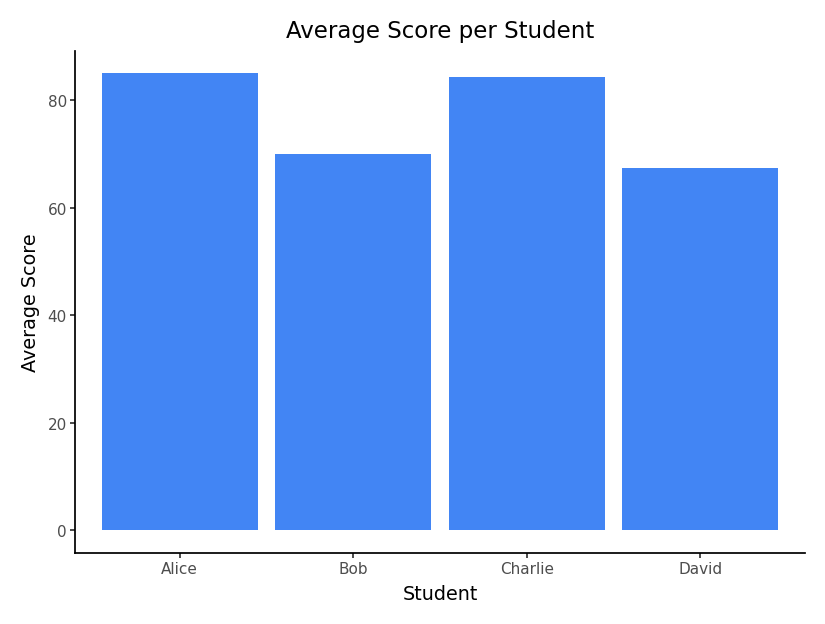 Average Score per Student
Average Score
80
60
40
20
0
Alice Bob Charlie David
Student